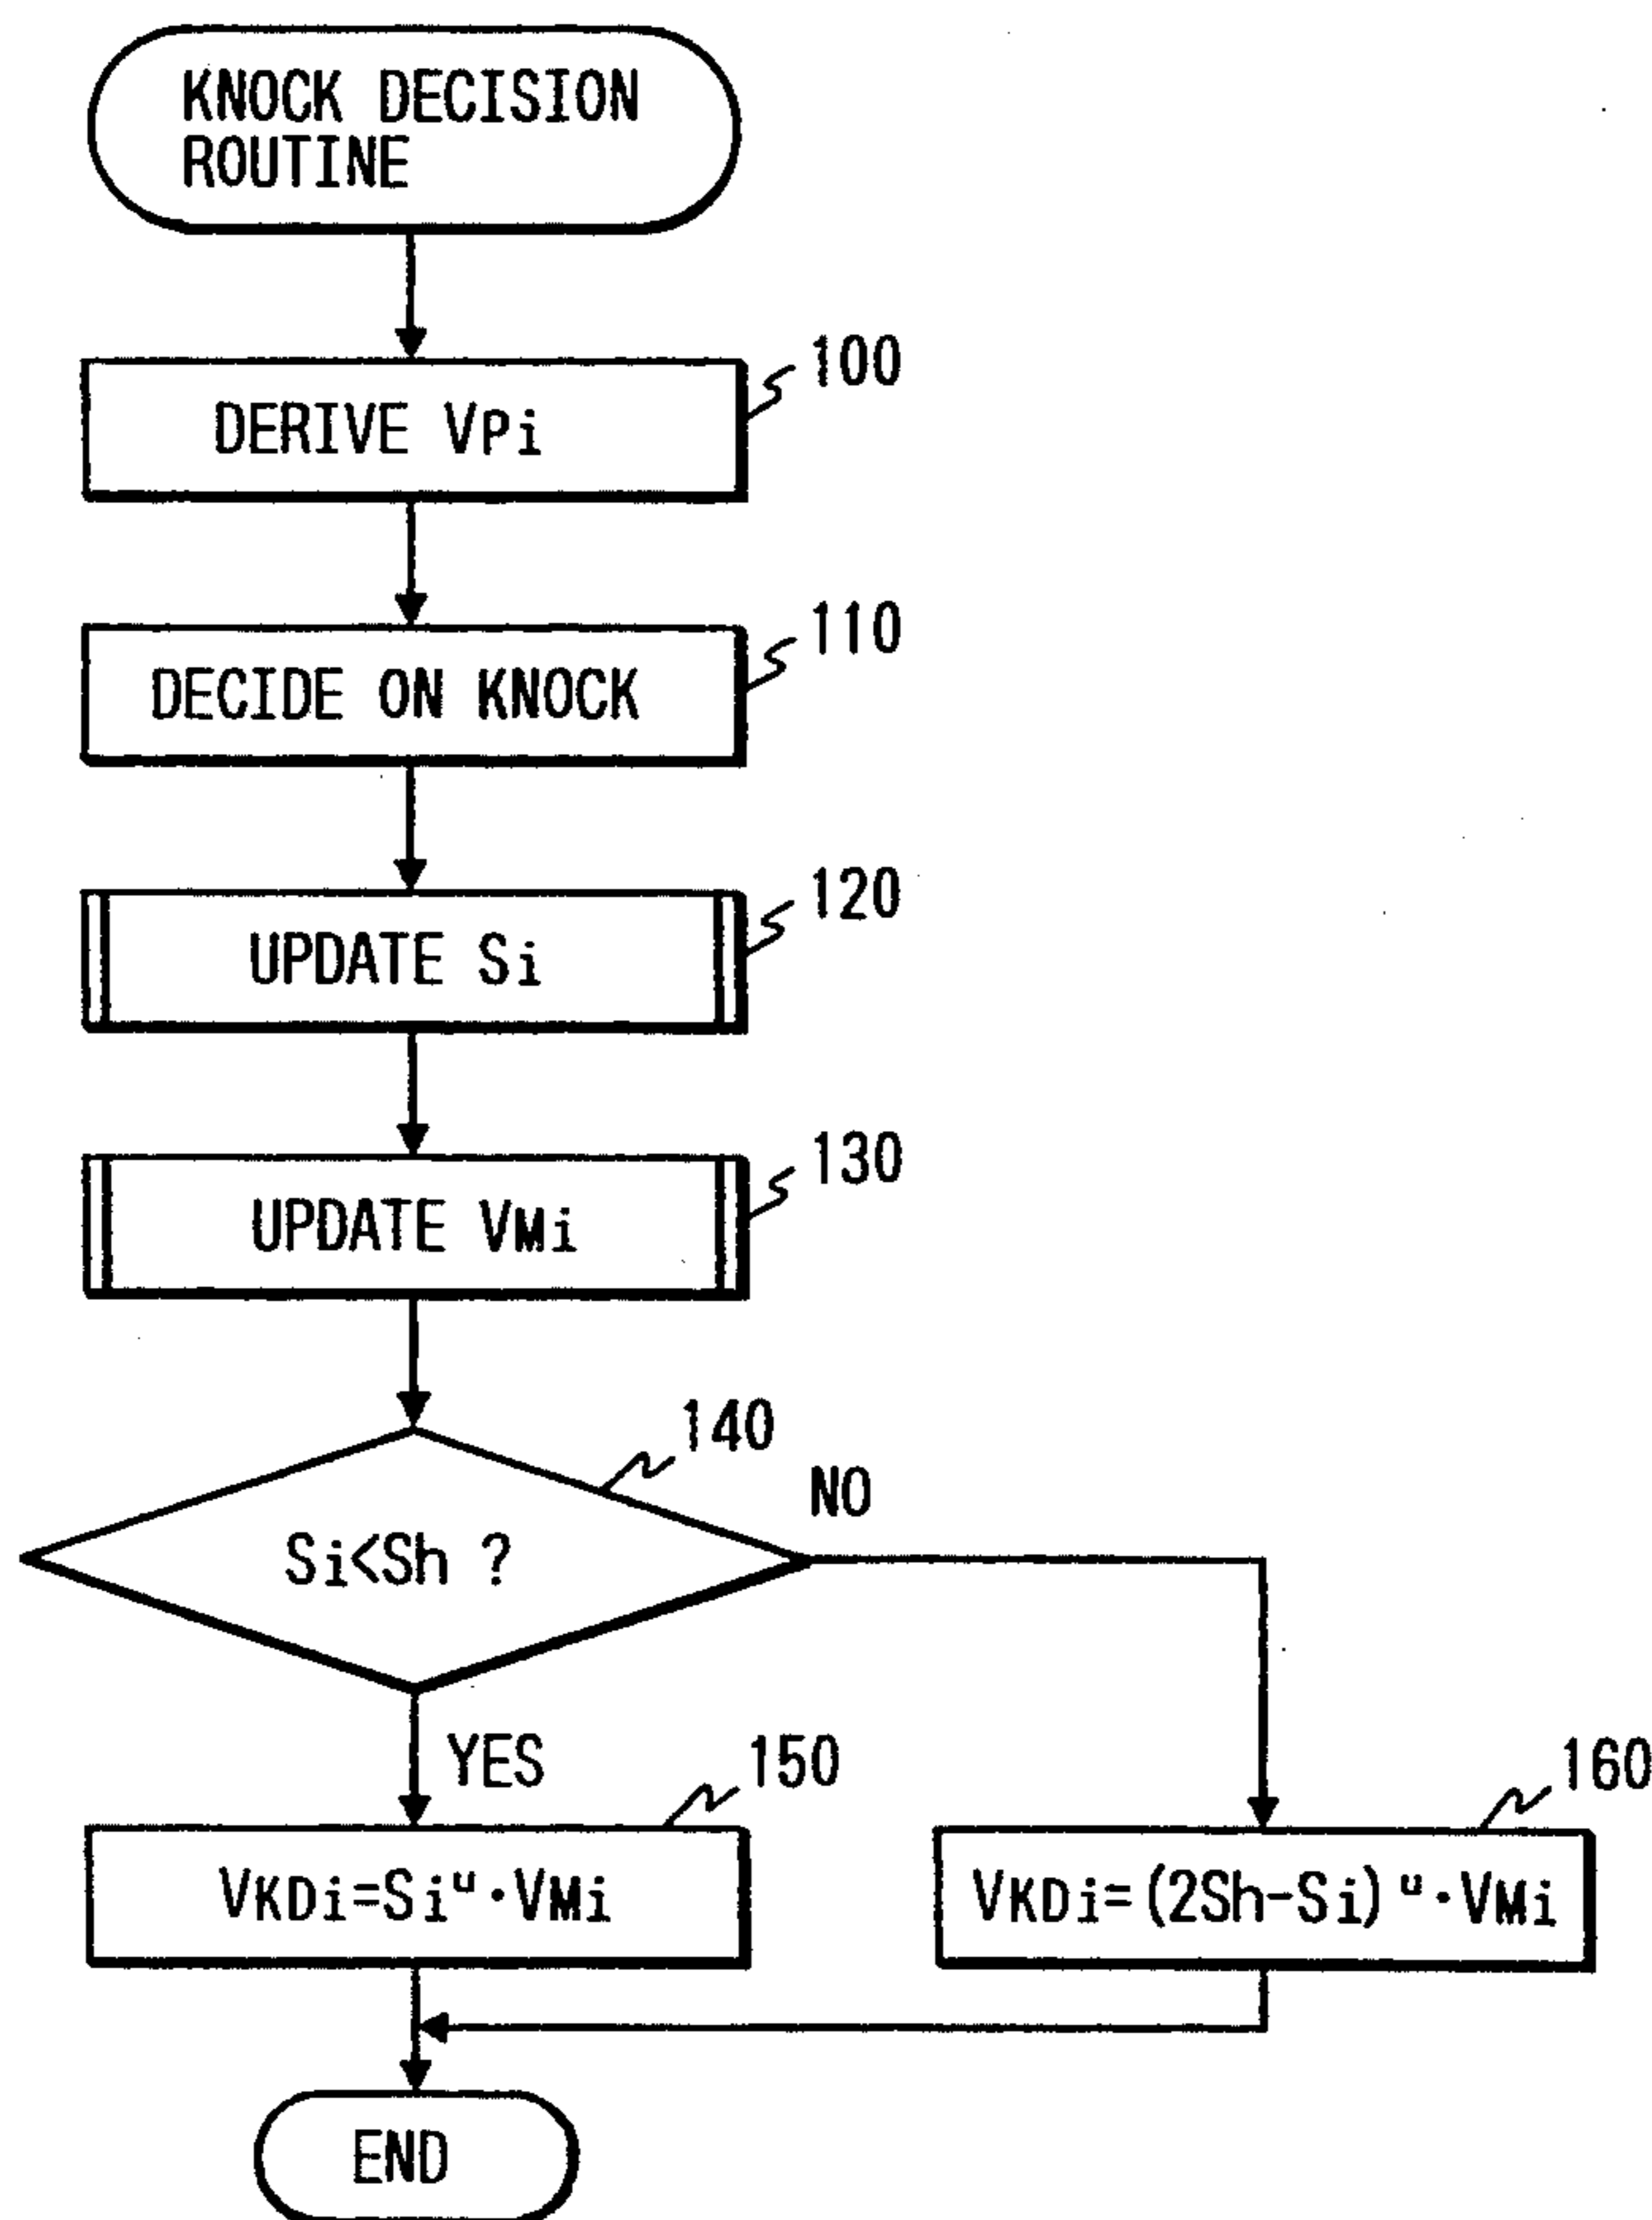 KNOCK DECISION
ROUTINE
100
DERIVE VPi
110
DECIDE ON KNOCK
120
UPDATE Si
130
UPDATE VMi
140
Si<Sh ?
NO
YES
150
160
VKDi=Siᵘ·VMi
VKDi=(2Sh-Si)ᵘ·VMi
END